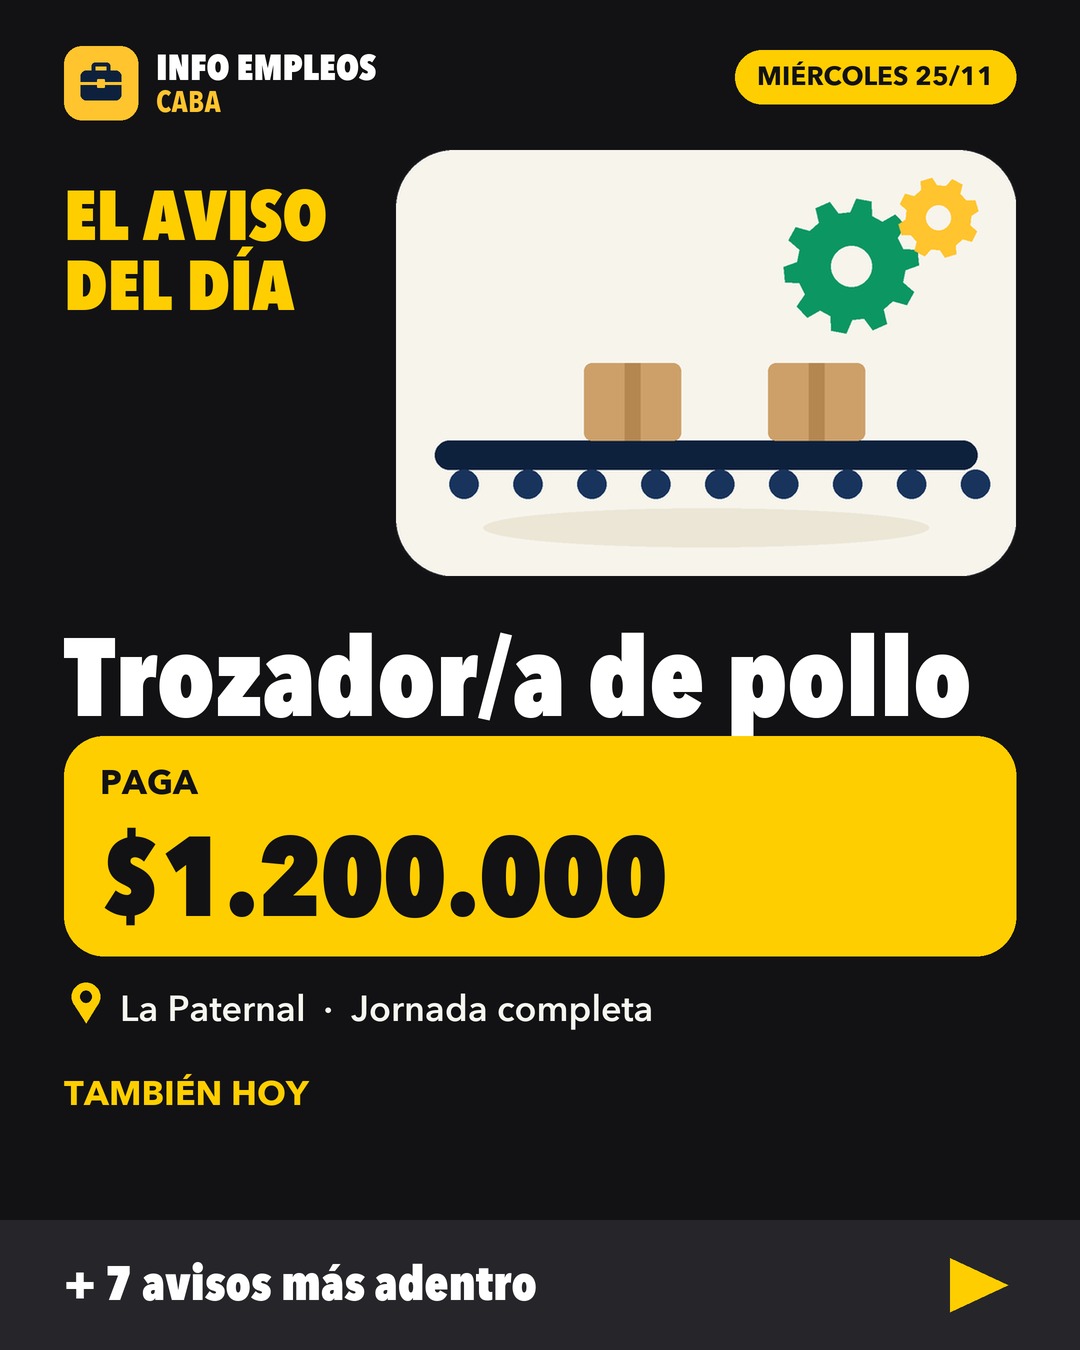 INFO EMPLEOS
CABA
MIÉRCOLES 25/11
EL AVISO
DEL DÍA
Trozador/a de pollo
PAGA
$1.200.000
La Paternal · Jornada completa
TAMBIÉN HOY
+ 7 avisos más adentro